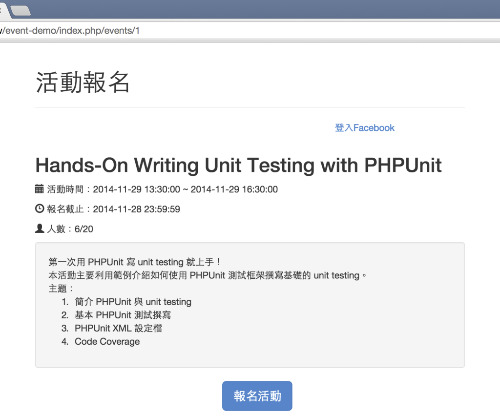 /event-demo/index.php/events/1
活動報名
登入Facebook
Hands-On Writing Unit Testing with PHPUnit
活動時間：2014-11-29 13:30:00 ~ 2014-11-29 16:30:00
報名截止：2014-11-28 23:59:59
人數：6/20
第一次用 PHPUnit 寫 unit testing 就上手！
本活動主要利用範例介紹如何使用 PHPUnit 測試框架撰寫基礎的 unit testing。
主題：
1. 簡介 PHPUnit 與 unit testing
2. 基本 PHPUnit 測試撰寫
3. PHPUnit XML 設定檔
4. Code Coverage
報名活動